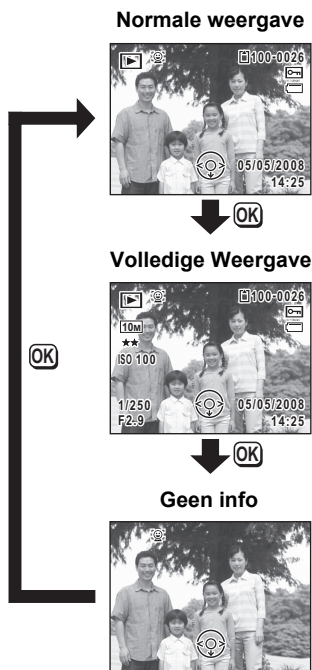 Normale weergave
100-0026
05/05/2008
14:25
OK
Volledige Weergave
100-0026
10M
★★
ISO 100
1/250
F2.9
05/05/2008
14:25
OK
OK
Geen info